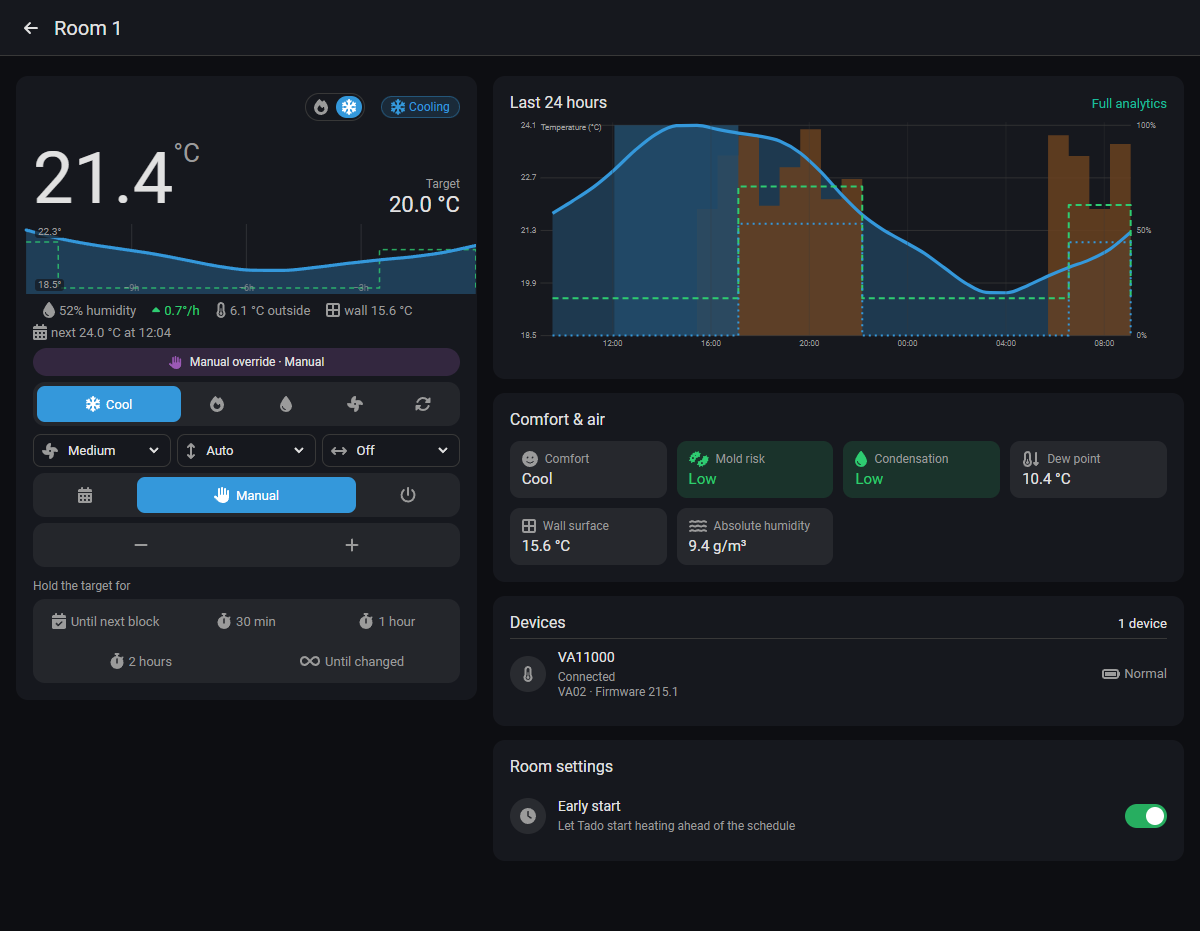 Room 1
Cooling
21.4 °C
Target
20.0 °C
22.3°
18.5°
-9h -6h -3h
52% humidity 0.7°/h 6.1 °C outside wall 15.6 °C
next 24.0 °C at 12:04
Manual override · Manual
Cool
Medium Auto Off
Manual
Hold the target for
Until next block 30 min 1 hour
2 hours Until changed
Last 24 hours Full analytics
24.1 Temperature (°C) 100%
22.7
21.3 50%
19.9
18.5 0%
12:00 16:00 20:00 00:00 04:00 08:00
Comfort & air
Comfort Mold risk Condensation Dew point
Cool Low Low 10.4 °C
Wall surface Absolute humidity
15.6 °C 9.4 g/m³
Devices 1 device
VA11000
Connected
VA02 · Firmware 215.1
Normal
Room settings
Early start
Let Tado start heating ahead of the schedule